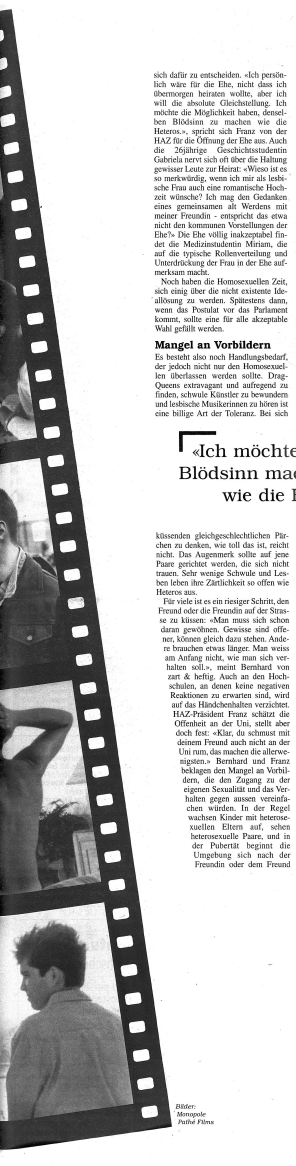 sich dafür zu entscheiden. «Ich persön-
lich wäre für die Ehe, nicht dass ich
übermorgen heiraten wollte, aber ich
will die absolute Gleichstellung. Ich
möchte die Möglichkeit haben, densel-
ben Blödsinn zu machen wie die
Heteros.», spricht sich Franz von der
HAZ für die Öffnung der Ehe aus. Auch
die 26jährige Geschichtsstudentin
Gabriela nervt sich oft über die Haltung
gewisser Leute zur Heirat: «Wieso ist es
so merkwürdig, wenn ich mir als lesbi-
sche Frau auch eine romantische Hoch-
zeit wünsche? Ich mag den Gedanken
eines gemeinsamen alt Werdens mit
meiner Freundin - entspricht das etwa
nicht den kommunen Vorstellungen der
Ehe?» Die Ehe völlig inakzeptabel fin-
det die Medizinstudentin Miriam, die
auf die typische Rollenverteilung und
Unterdrückung der Frau in der Ehe auf-
merksam macht.
Noch haben die Homosexuellen Zeit,
sich einig über die nicht existente Ide-
allösung zu werden. Spätestens dann,
wenn das Postulat vor das Parlament
kommt, sollte eine für alle akzeptable
Wahl gefällt werden.
Mangel an Vorbildern
Es besteht also noch Handlungsbedarf,
der jedoch nicht nur den Homosexuel-
len überlassen werden sollte. Drag-
Queens extravagant und aufregend zu
finden, schwule Künstler zu bewundern
und lesbische Musikerinnen zu hören ist
eine billige Art der Toleranz. Bei sich
«Ich möchte
Blödsinn mac
wie die H
küssenden gleichgeschlechtlichen Pär-
chen zu denken, wie toll das ist, reicht
nicht. Das Augenmerk sollte auf jene
Paare gerichtet werden, die sich nicht
trauen. Sehr wenige Schwule und Les-
ben leben ihre Zärtlichkeit so offen wie
Heteros aus.
Für viele ist es ein riesiger Schritt, den
Freund oder die Freundin auf der Stras-
se zu küssen: «Man muss sich schon
daran gewöhnen. Gewisse sind offe-
ner, können gleich dazu stehen. Ande-
re brauchen etwas länger. Man weiss
am Anfang nicht, wie man sich ver-
halten soll.», meint Bernhard von
zart & heftig. Auch an den Hoch-
schulen, an denen keine negativen
Reaktionen zu erwarten sind, wird
auf das Händchenhalten verzichtet.
HAZ-Präsident Franz schätzt die
Offenheit an der Uni, stellt aber
doch fest: «Klar, du schmust mit
deinem Freund auch nicht an der
Uni rum, das machen die allerwe-
nigsten.» Bernhard und Franz
beklagen den Mangel an Vorbil-
dern, die den Zugang zu der
eigenen Sexualität und das Ver-
halten gegen aussen vereinfa-
chen würden. In der Regel
wachsen Kinder mit heterose-
xuellen Eltern auf, sehen
heterosexuelle Paare, und in
der Pubertät beginnt die
Umgebung sich nach der
Freundin oder dem Freund
Bilder:
Monopole
Pathé Films